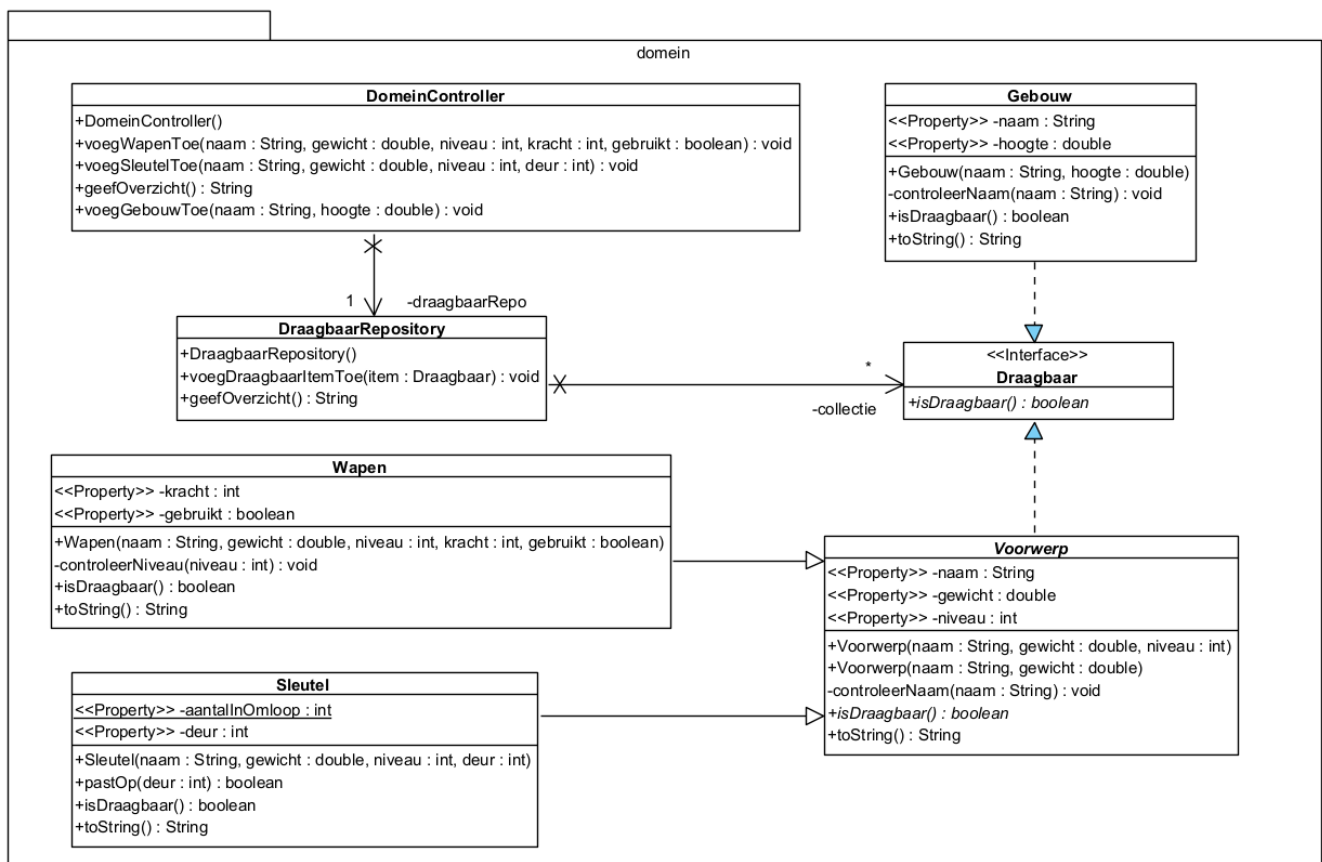 domein
DomeinController
+DomeinController()
+voegWapenToe(naam : String, gewicht : double, niveau : int, kracht : int, gebruikt : boolean) : void
+voegSleutelToe(naam : String, gewicht : double, niveau : int, deur : int) : void
+geefOverzicht() : String
+voegGebouwToe(naam : String, hoogte : double) : void
Gebouw
<<Property>> -naam : String
<<Property>> -hoogte : double
+Gebouw(naam : String, hoogte : double)
-controleerNaam(naam : String) : void
+isDraagbaar() : boolean
+toString() : String
1
-draagbaarRepo
DraagbaarRepository
+DraagbaarRepository()
+voegDraagbaarItemToe(item : Draagbaar) : void
+geefOverzicht() : String
*
-collectie
<<Interface>>
Draagbaar
+isDraagbaar() : boolean
Wapen
<<Property>> -kracht : int
<<Property>> -gebruikt : boolean
+Wapen(naam : String, gewicht : double, niveau : int, kracht : int, gebruikt : boolean)
-controleerNiveau(niveau : int) : void
+isDraagbaar() : boolean
+toString() : String
Voorwerp
<<Property>> -naam : String
<<Property>> -gewicht : double
<<Property>> -niveau : int
+Voorwerp(naam : String, gewicht : double, niveau : int)
+Voorwerp(naam : String, gewicht : double)
-controleerNaam(naam : String) : void
+isDraagbaar() : boolean
+toString() : String
Sleutel
<<Property>> -aantalInOmloop : int
<<Property>> -deur : int
+Sleutel(naam : String, gewicht : double, niveau : int, deur : int)
+pastOp(deur : int) : boolean
+isDraagbaar() : boolean
+toString() : String